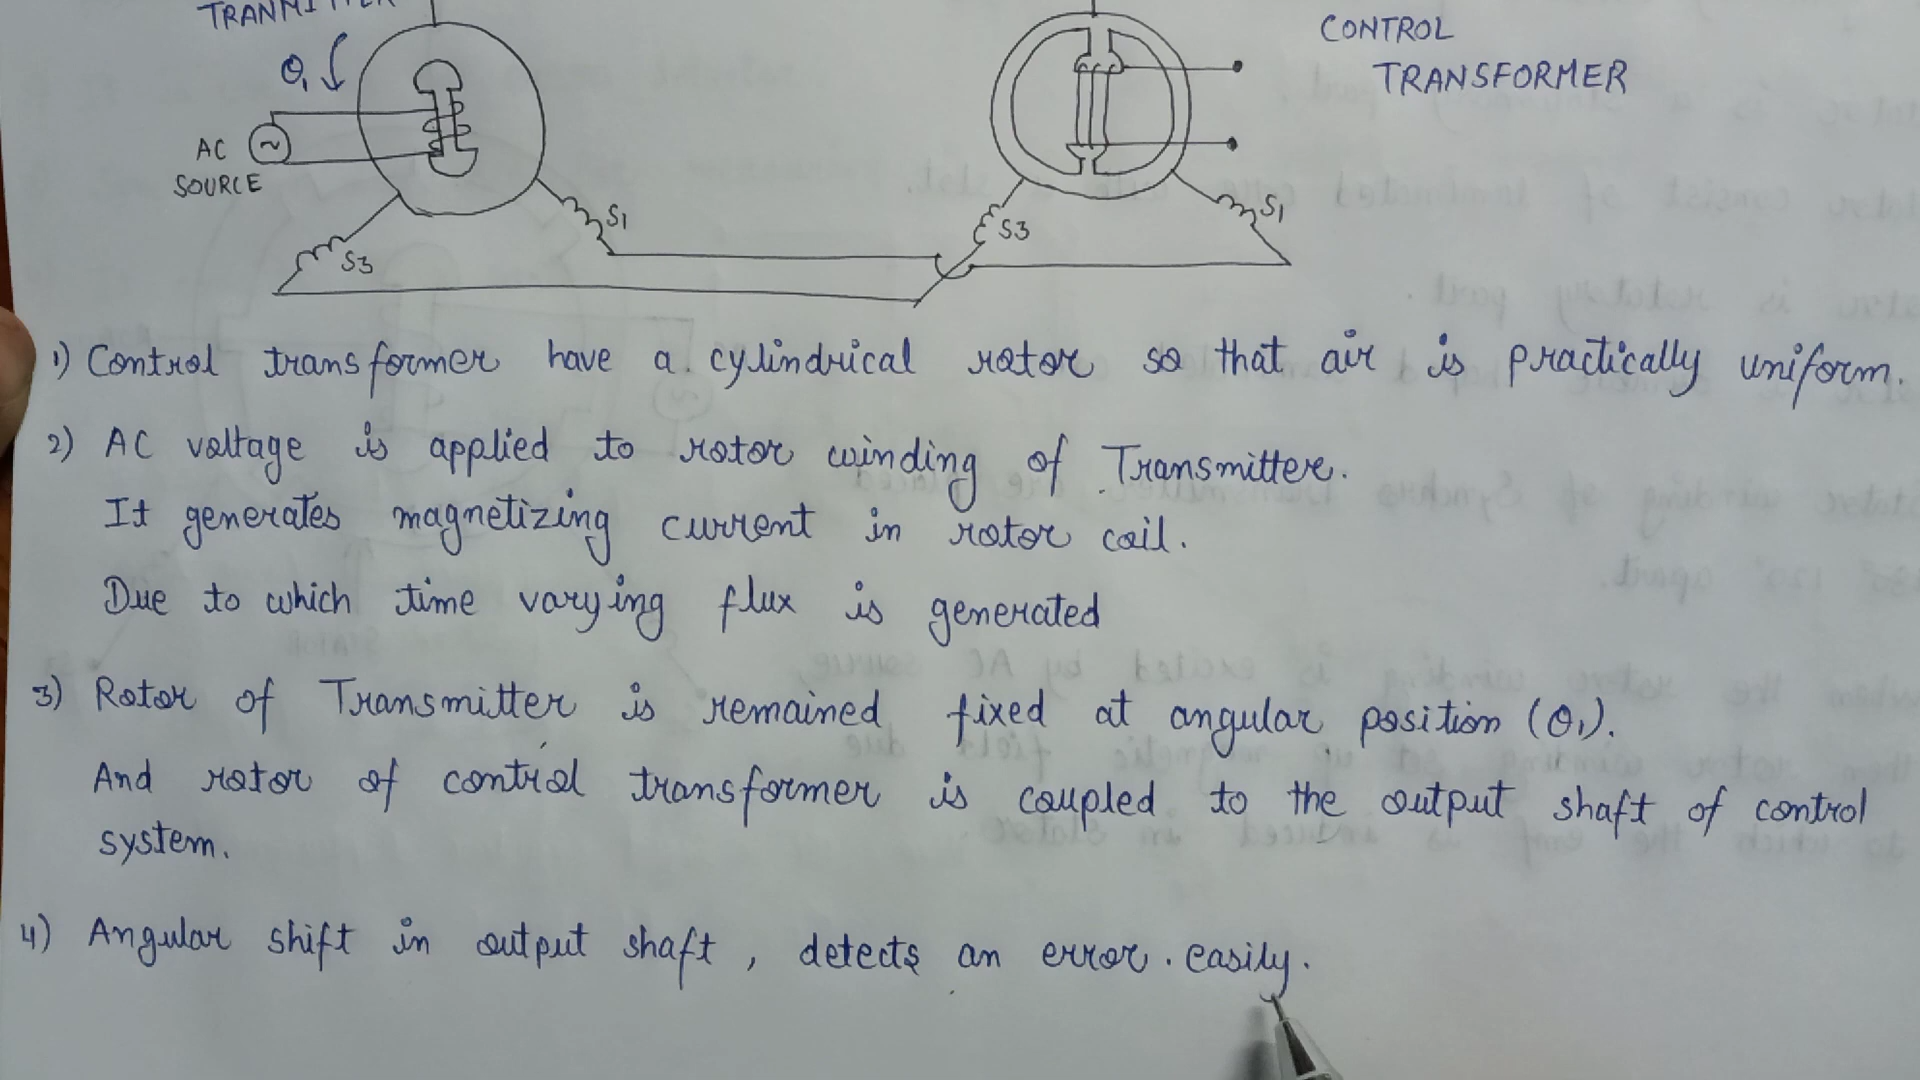 TRANMITTER
CONTROL
TRANSFORMER
θ₁
AC
SOURCE
S1
S3
S3
S1
1) Control transformer have a cylindrical rotor so that air is practically uniform.
2) AC voltage is applied to rotor winding of Transmitter.
It generates magnetizing current in rotor coil.
Due to which time varying flux is generated
3) Rotor of Transmitter is remained fixed at angular position (θ₁).
And rotor of control transformer is coupled to the output shaft of control
system.
4) Angular shift in output shaft, detects an error. easily.